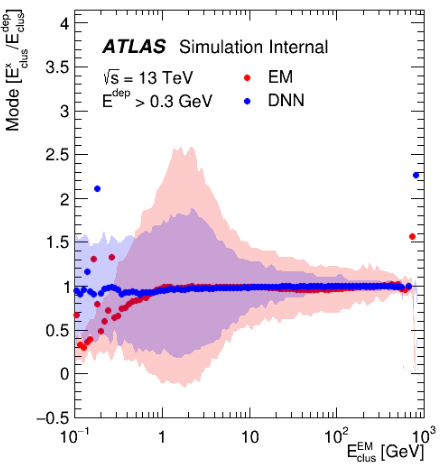 Mode [E^x_clus/E^dep_clus]
4
3.5
3
2.5
2
1.5
1
0.5
0
−0.5
ATLAS Simulation Internal
√s = 13 TeV
E^dep > 0.3 GeV
EM
DNN
10^−1 1 10 10^2 10^3
E^EM_clus [GeV]